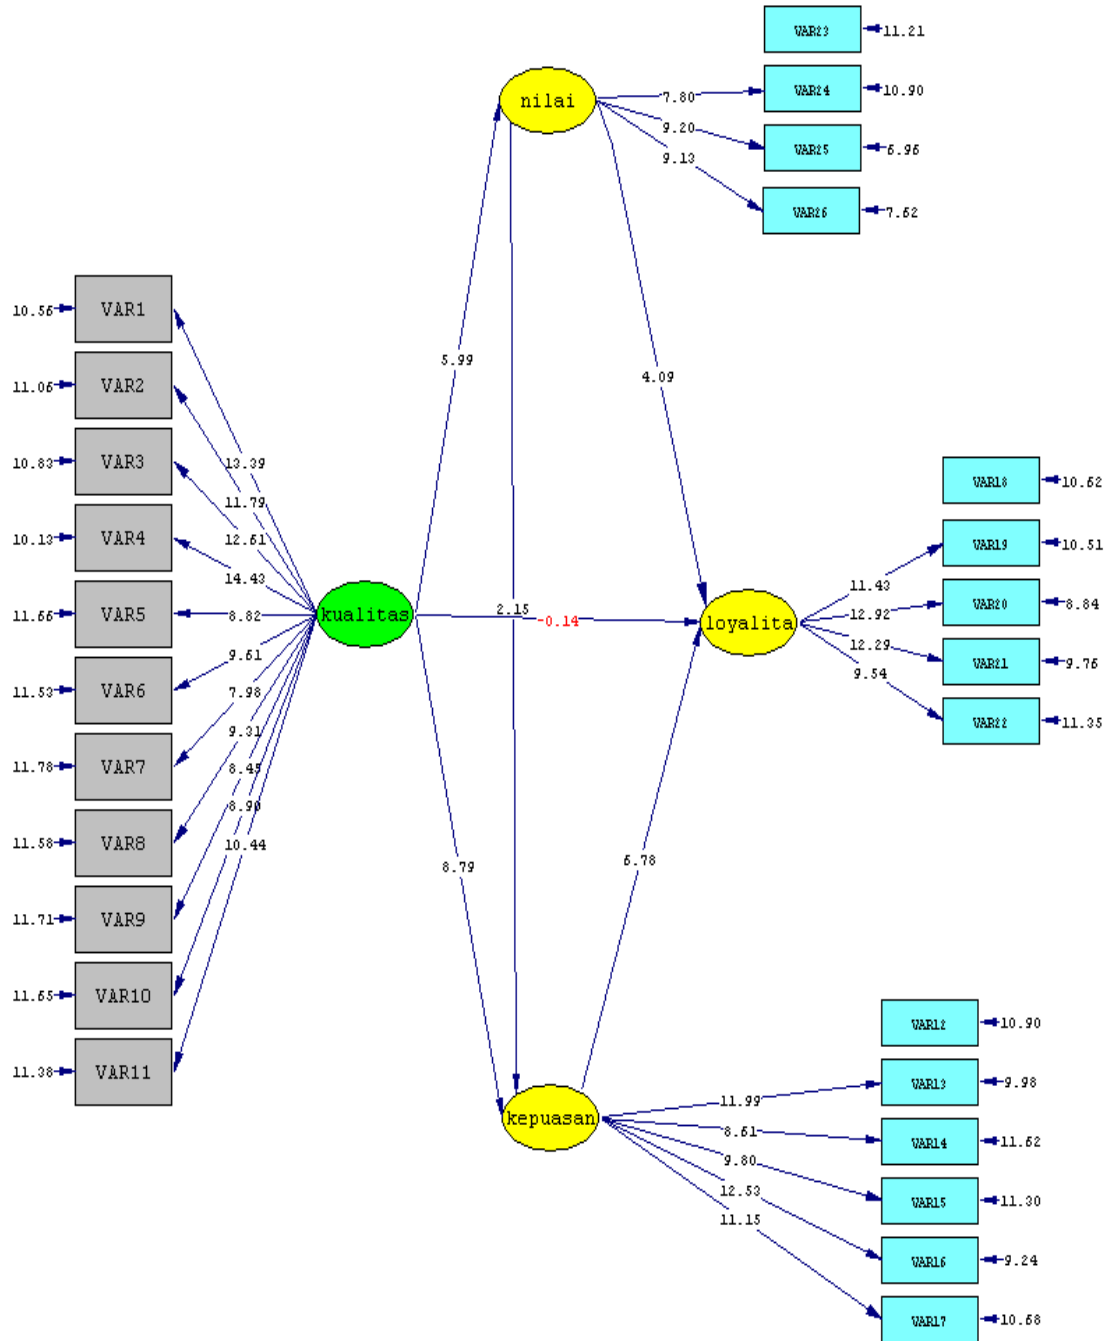 VAR23
11.21
nilai
7.80
VAR24
10.90
9.20
VAR25
6.96
9.13
VAR26
7.62
10.56
VAR1
5.99
4.09
11.06
VAR2
10.83
VAR3
13.39
11.79
12.61
10.13
VAR4
14.43
11.66
VAR5
8.82
kualitas
2.15
-0.14
loyalita
VAR18
10.62
VAR19
10.51
11.43
12.92
VAR20
8.84
12.29
VAR21
9.76
9.54
VAR22
11.35
9.61
11.53
VAR6
7.98
9.31
11.78
VAR7
8.45
8.90
11.58
VAR8
10.44
8.79
6.78
11.71
VAR9
11.65
VAR10
11.38
VAR11
kepuasan
VAR12
10.90
VAR13
9.98
11.99
8.61
VAR14
11.62
9.80
12.53
VAR15
11.30
11.15
VAR16
9.24
VAR17
10.68